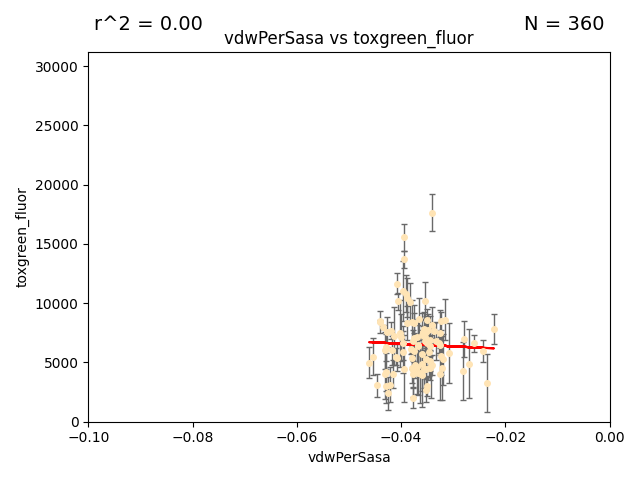 r^2 = 0.00
N = 360
vdwPerSasa vs toxgreen_fluor
30000
25000
20000
15000
10000
5000
0
toxgreen_fluor
−0.10
−0.08
−0.06
−0.04
−0.02
0.00
vdwPerSasa